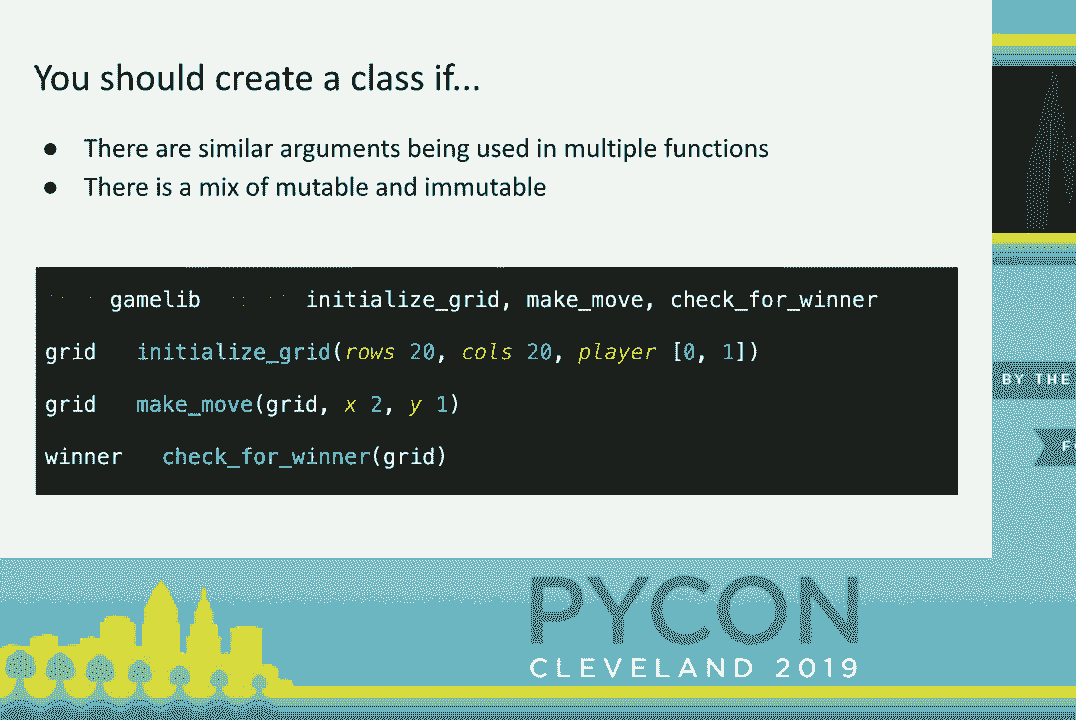 You should create a class if...
● There are similar arguments being used in multiple functions
● There is a mix of mutable and immutable
gamelib initialize_grid, make_move, check_for_winner
grid initialize_grid(rows 20, cols 20, player [0, 1])
grid make_move(grid, x 2, y 1)
winner check_for_winner(grid)
BY THE
PYCON
CLEVELAND 2019